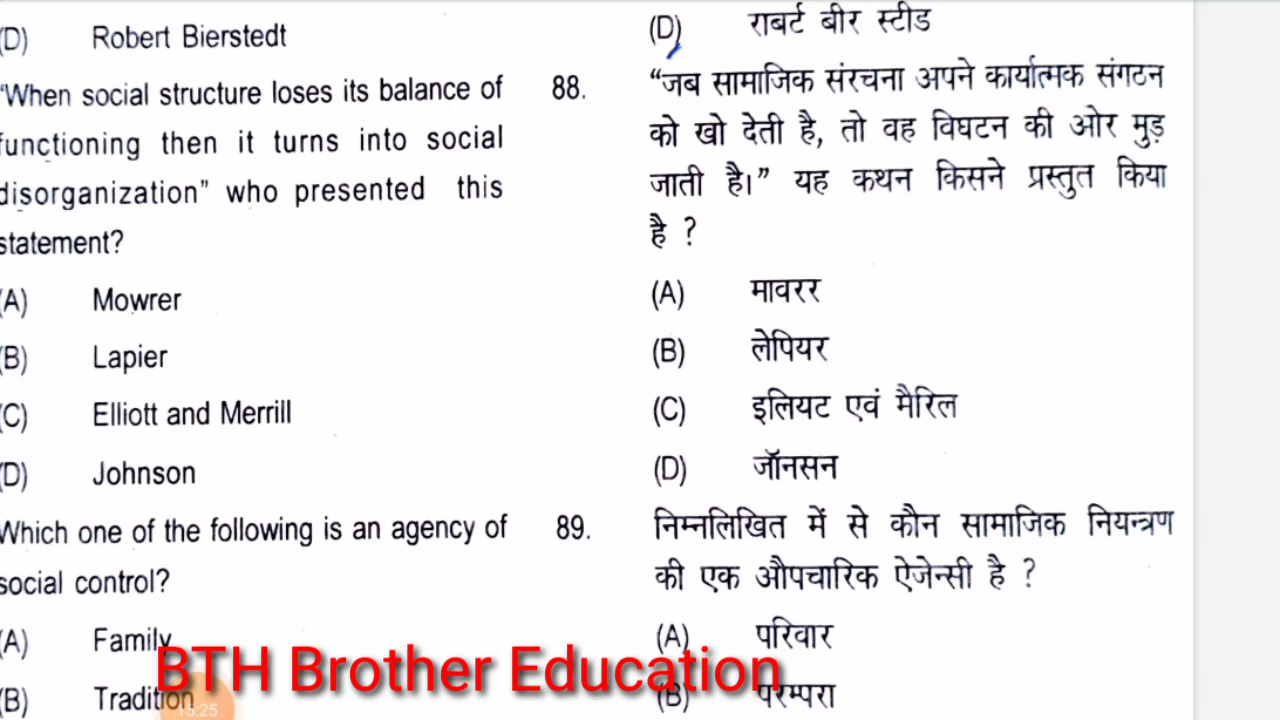 (D) Robert Bierstedt
"When social structure loses its balance of
functioning then it turns into social
disorganization" who presented this
statement?
(A) Mowrer
(B) Lapier
(C) Elliott and Merrill
(D) Johnson
Which one of the following is an agency of
social control?
(A) Family
(B) Tradition
(D) राबर्ट बीर स्टीड
88. “जब सामाजिक संरचना अपने कार्यात्मक संगटन
को खो देती है, तो वह विघटन की ओर मुड़
जाती है।” यह कथन किसने प्रस्तुत किया
है ?
(A) मावरर
(B) लेपियर
(C) इलियट एवं मैरिल
(D) जॉनसन
89. निम्नलिखित में से कौन सामाजिक नियन्त्रण
की एक औपचारिक ऐजेन्सी है ?
(A) परिवार
(B) परम्परा
BTH Brother Education
15:25